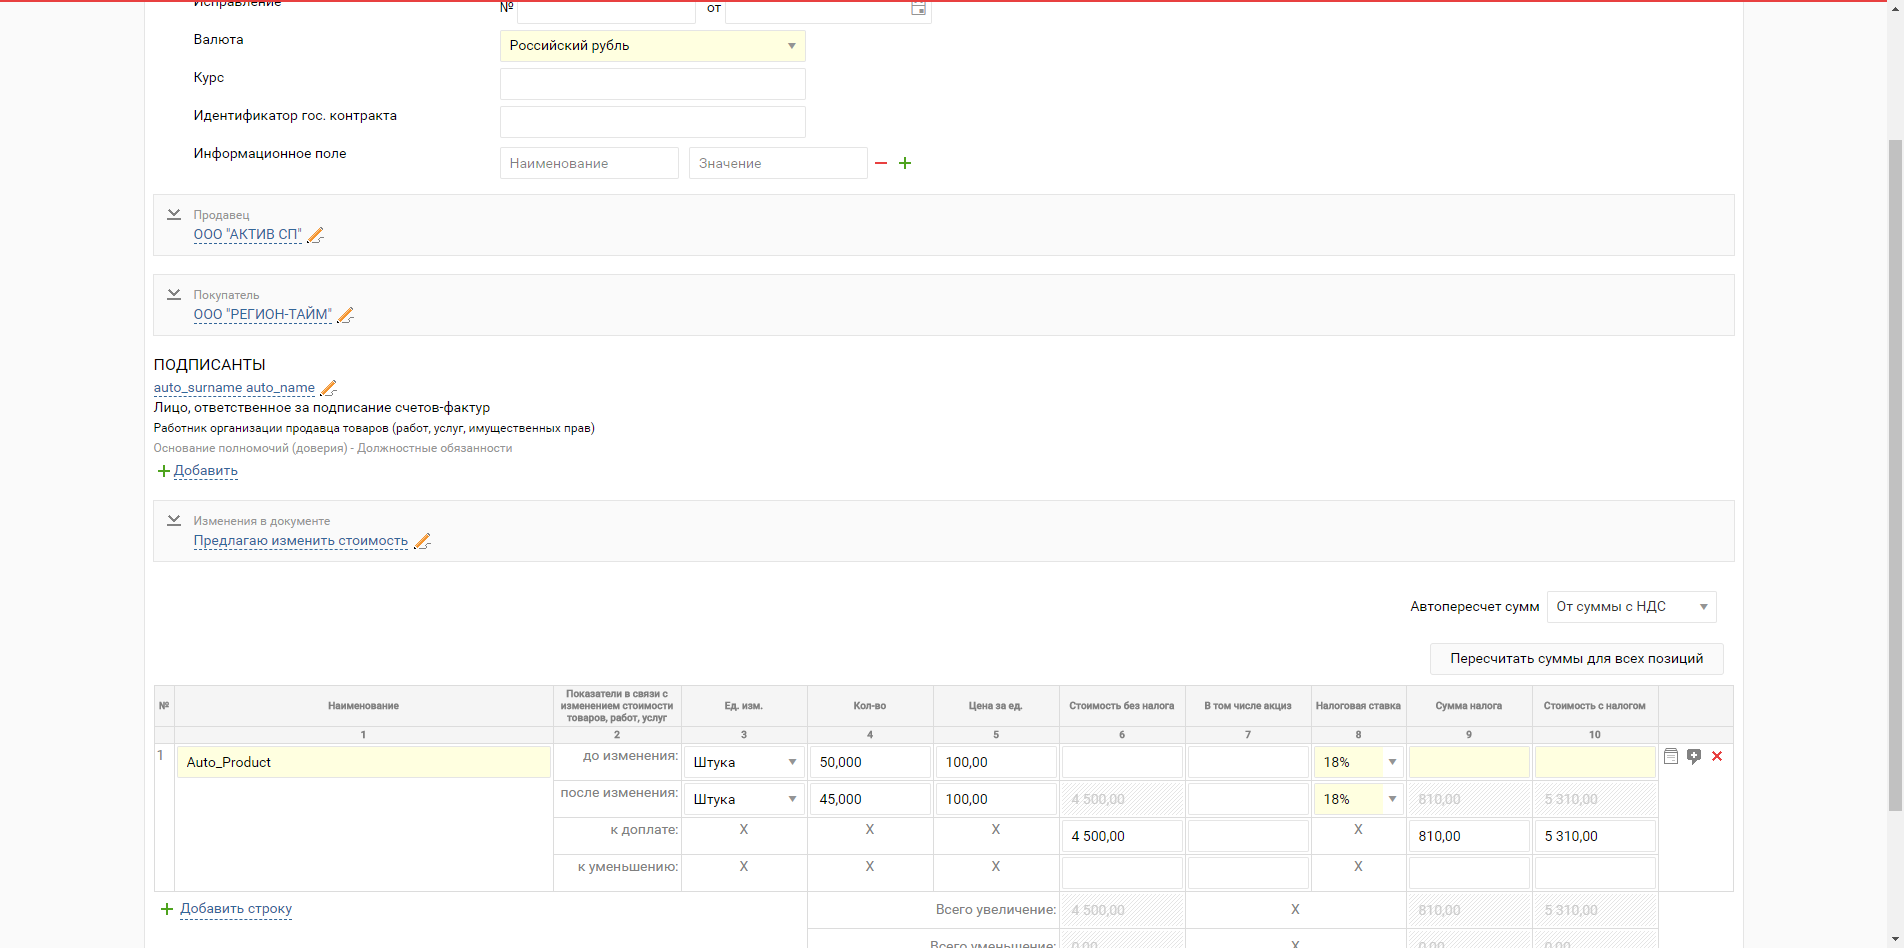 Исправление № от
Валюта Российский рубль
Курс
Идентификатор гос. контракта
Информационное поле Наименование Значение
Продавец
ООО "АКТИВ СП"
Покупатель
ООО "РЕГИОН-ТАЙМ"
ПОДПИСАНТЫ
auto_surname auto_name
Лицо, ответственное за подписание счетов-фактур
Работник организации продавца товаров (работ, услуг, имущественных прав)
Основание полномочий (доверия) - Должностные обязанности
Добавить
Изменения в документе
Предлагаю изменить стоимость
Автопересчет сумм От суммы с НДС
Пересчитать суммы для всех позиций
№ Наименование Показатели в связи с изменением стоимости товаров, работ, услуг Ед. изм. Кол-во Цена за ед. Стоимость без налога В том числе акциз Налоговая ставка Сумма налога Стоимость с налогом
1 2 3 4 5 6 7 8 9 10
1 Auto_Product до изменения: Штука 50,000 100,00 18%
после изменения: Штука 45,000 100,00 4 500,00 18% 810,00 5 310,00
к доплате: X X X 4 500,00 X 810,00 5 310,00
к уменьшению: X X X X
Добавить строку Всего увеличение: 4 500,00 X 810,00 5 310,00
Всего уменьшение: 0,00 X 0,00 0,00